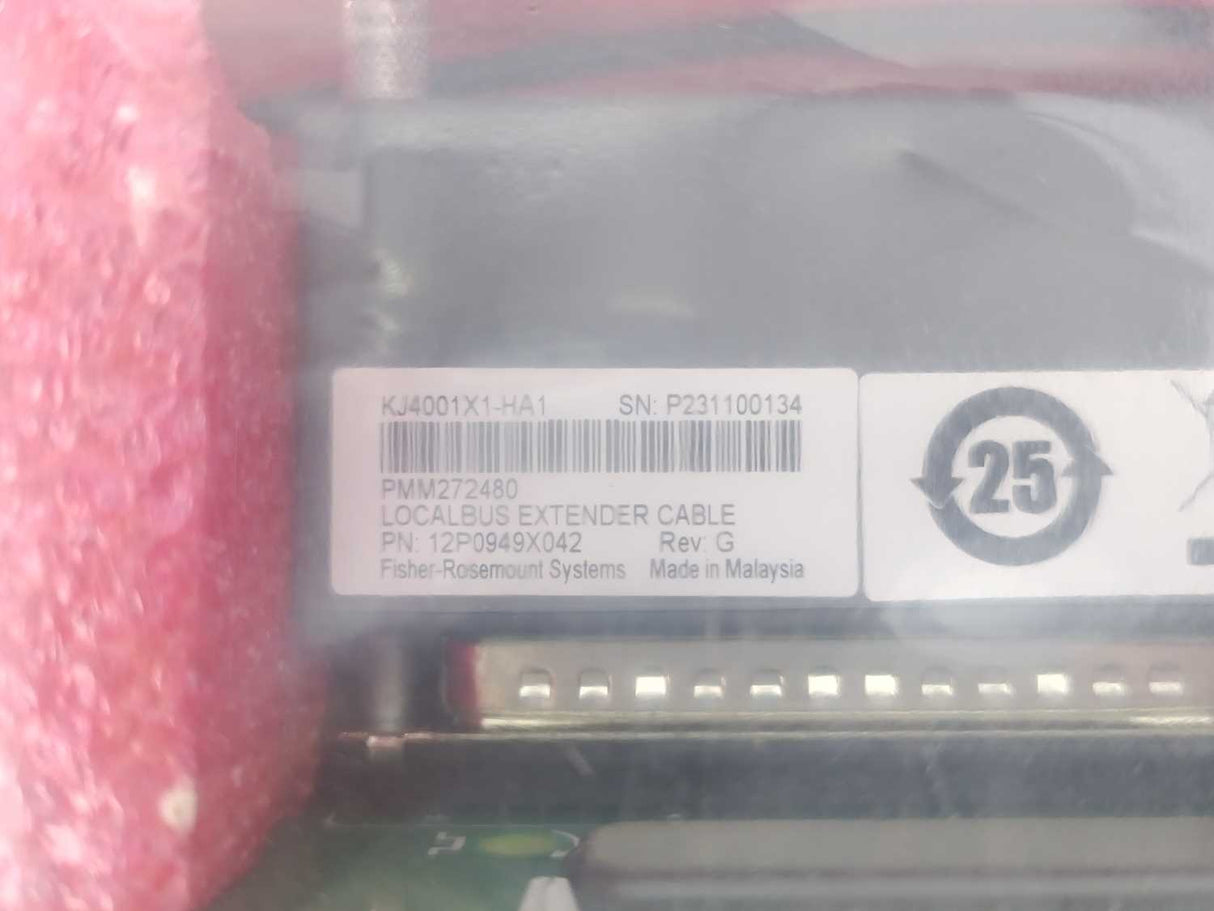 KJ4001X1-HA1 SN: P231100134
PMM272480
LOCALBUS EXTENDER CABLE
PN: 12P0949X042 Rev: G
Fisher-Rosemount Systems Made in Malaysia
25